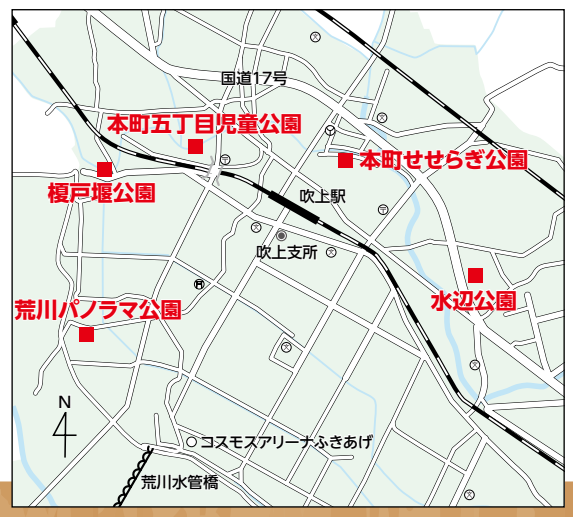 国道17号
本町五丁目児童公園
本町せせらぎ公園
榎戸堰公園
吹上駅
吹上支所
水辺公園
荒川パノラマ公園
N
コスモスアリーナふきあげ
荒川水管橋